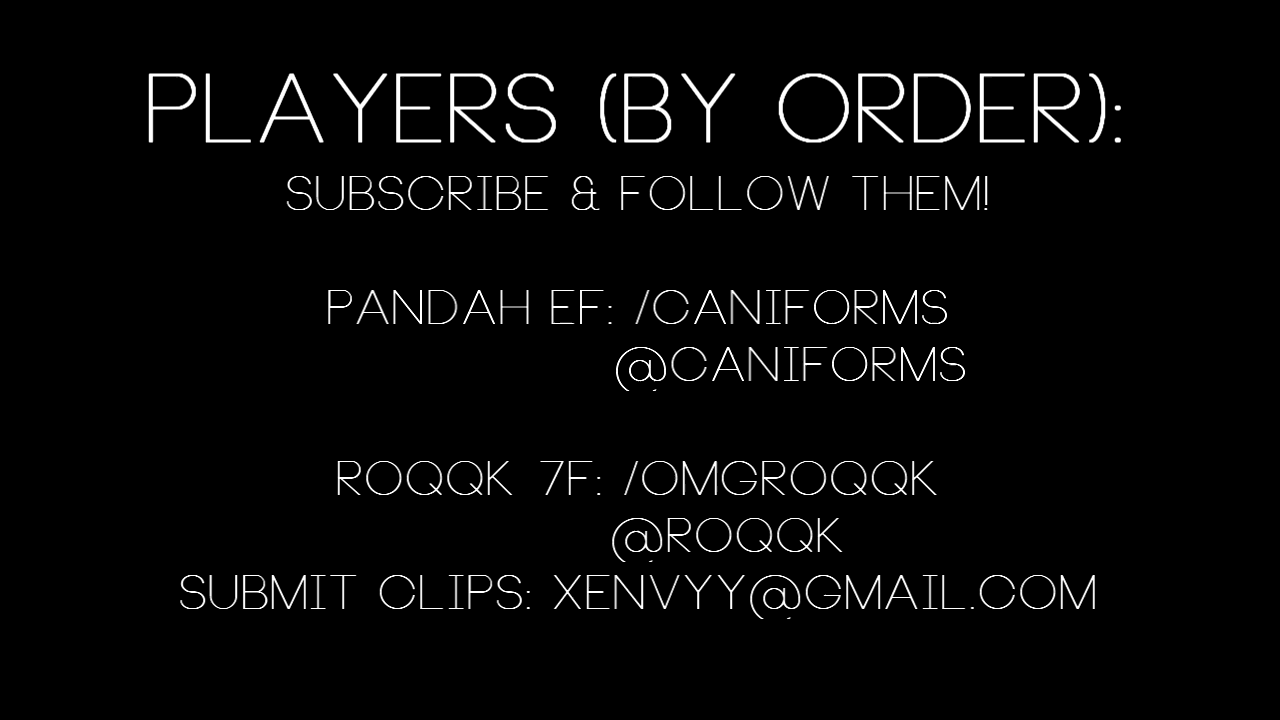 PLAYERS (BY ORDER):
SUBSCRIBE & FOLLOW THEM!
PANDAH EF: /CANIFORMS
@CANIFORMS
ROQQK 7F: /OMGROQQK
@ROQQK
SUBMIT CLIPS: XENVYY@GMAIL.COM